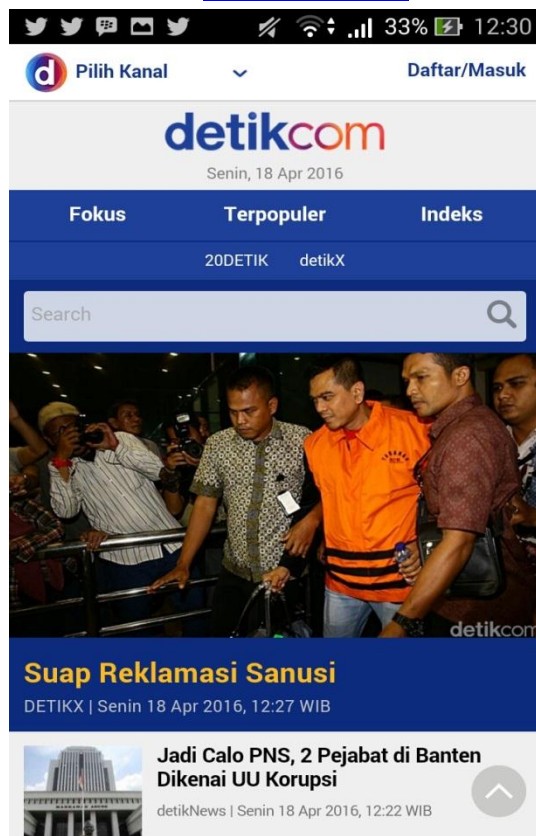 33% 12:30
d Pilih Kanal Daftar/Masuk
detikcom
Senin, 18 Apr 2016
Fokus Terpopuler Indeks
20DETIK detikX
Search
detikcom
Suap Reklamasi Sanusi
DETIKX | Senin 18 Apr 2016, 12:27 WIB
Jadi Calo PNS, 2 Pejabat di Banten
Dikenai UU Korupsi
detikNews | Senin 18 Apr 2016, 12:22 WIB